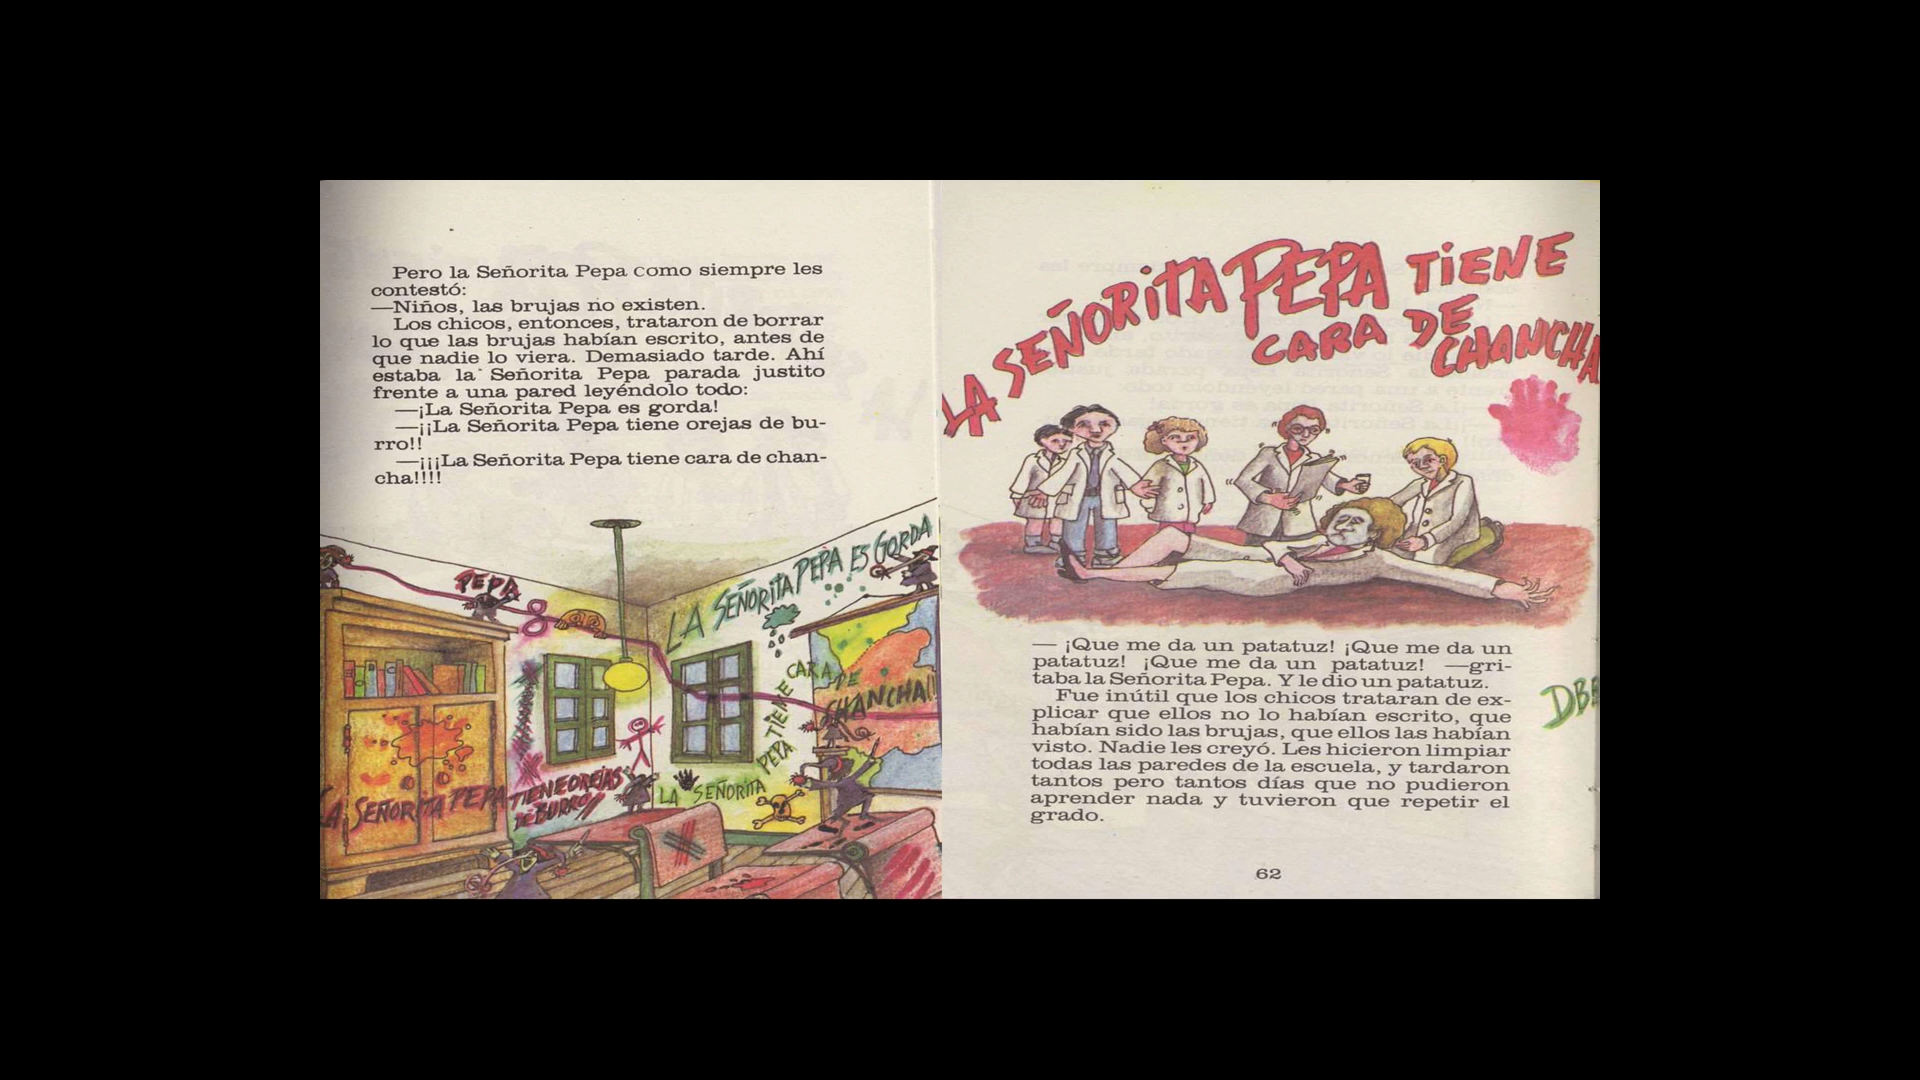 Pero la Señorita Pepa como siempre les
contestó:
—Niños, las brujas no existen.
Los chicos, entonces, trataron de borrar
lo que las brujas habían escrito, antes de
que nadie lo viera. Demasiado tarde. Ahí
estaba la Señorita Pepa parada justito
frente a una pared leyéndolo todo:
—¡La Señorita Pepa es gorda!
—¡¡La Señorita Pepa tiene orejas de bu-
rro!!
—¡¡¡La Señorita Pepa tiene cara de chan-
cha!!!!
PEPA
LA SEÑORITA PEPA ES GORDA
LA SEÑORITA PEPA TIENE OREJAS
DE BURRO!!
LA SEÑORITA PEPA TIENE CARA DE
CHANCHA!!
LA SEÑORITA PEPA TIENE
CARA DE
CHANCHA
— ¡Que me da un patatuz! ¡Que me da un
patatuz! ¡Que me da un patatuz! —gri-
taba la Señorita Pepa. Y le dio un patatuz.
Fue inútil que los chicos trataran de ex-
plicar que ellos no lo habían escrito, que
habían sido las brujas, que ellos las habían
visto. Nadie les creyó. Les hicieron limpiar
todas las paredes de la escuela, y tardaron
tantos pero tantos días que no pudieron
aprender nada y tuvieron que repetir el
grado.
62